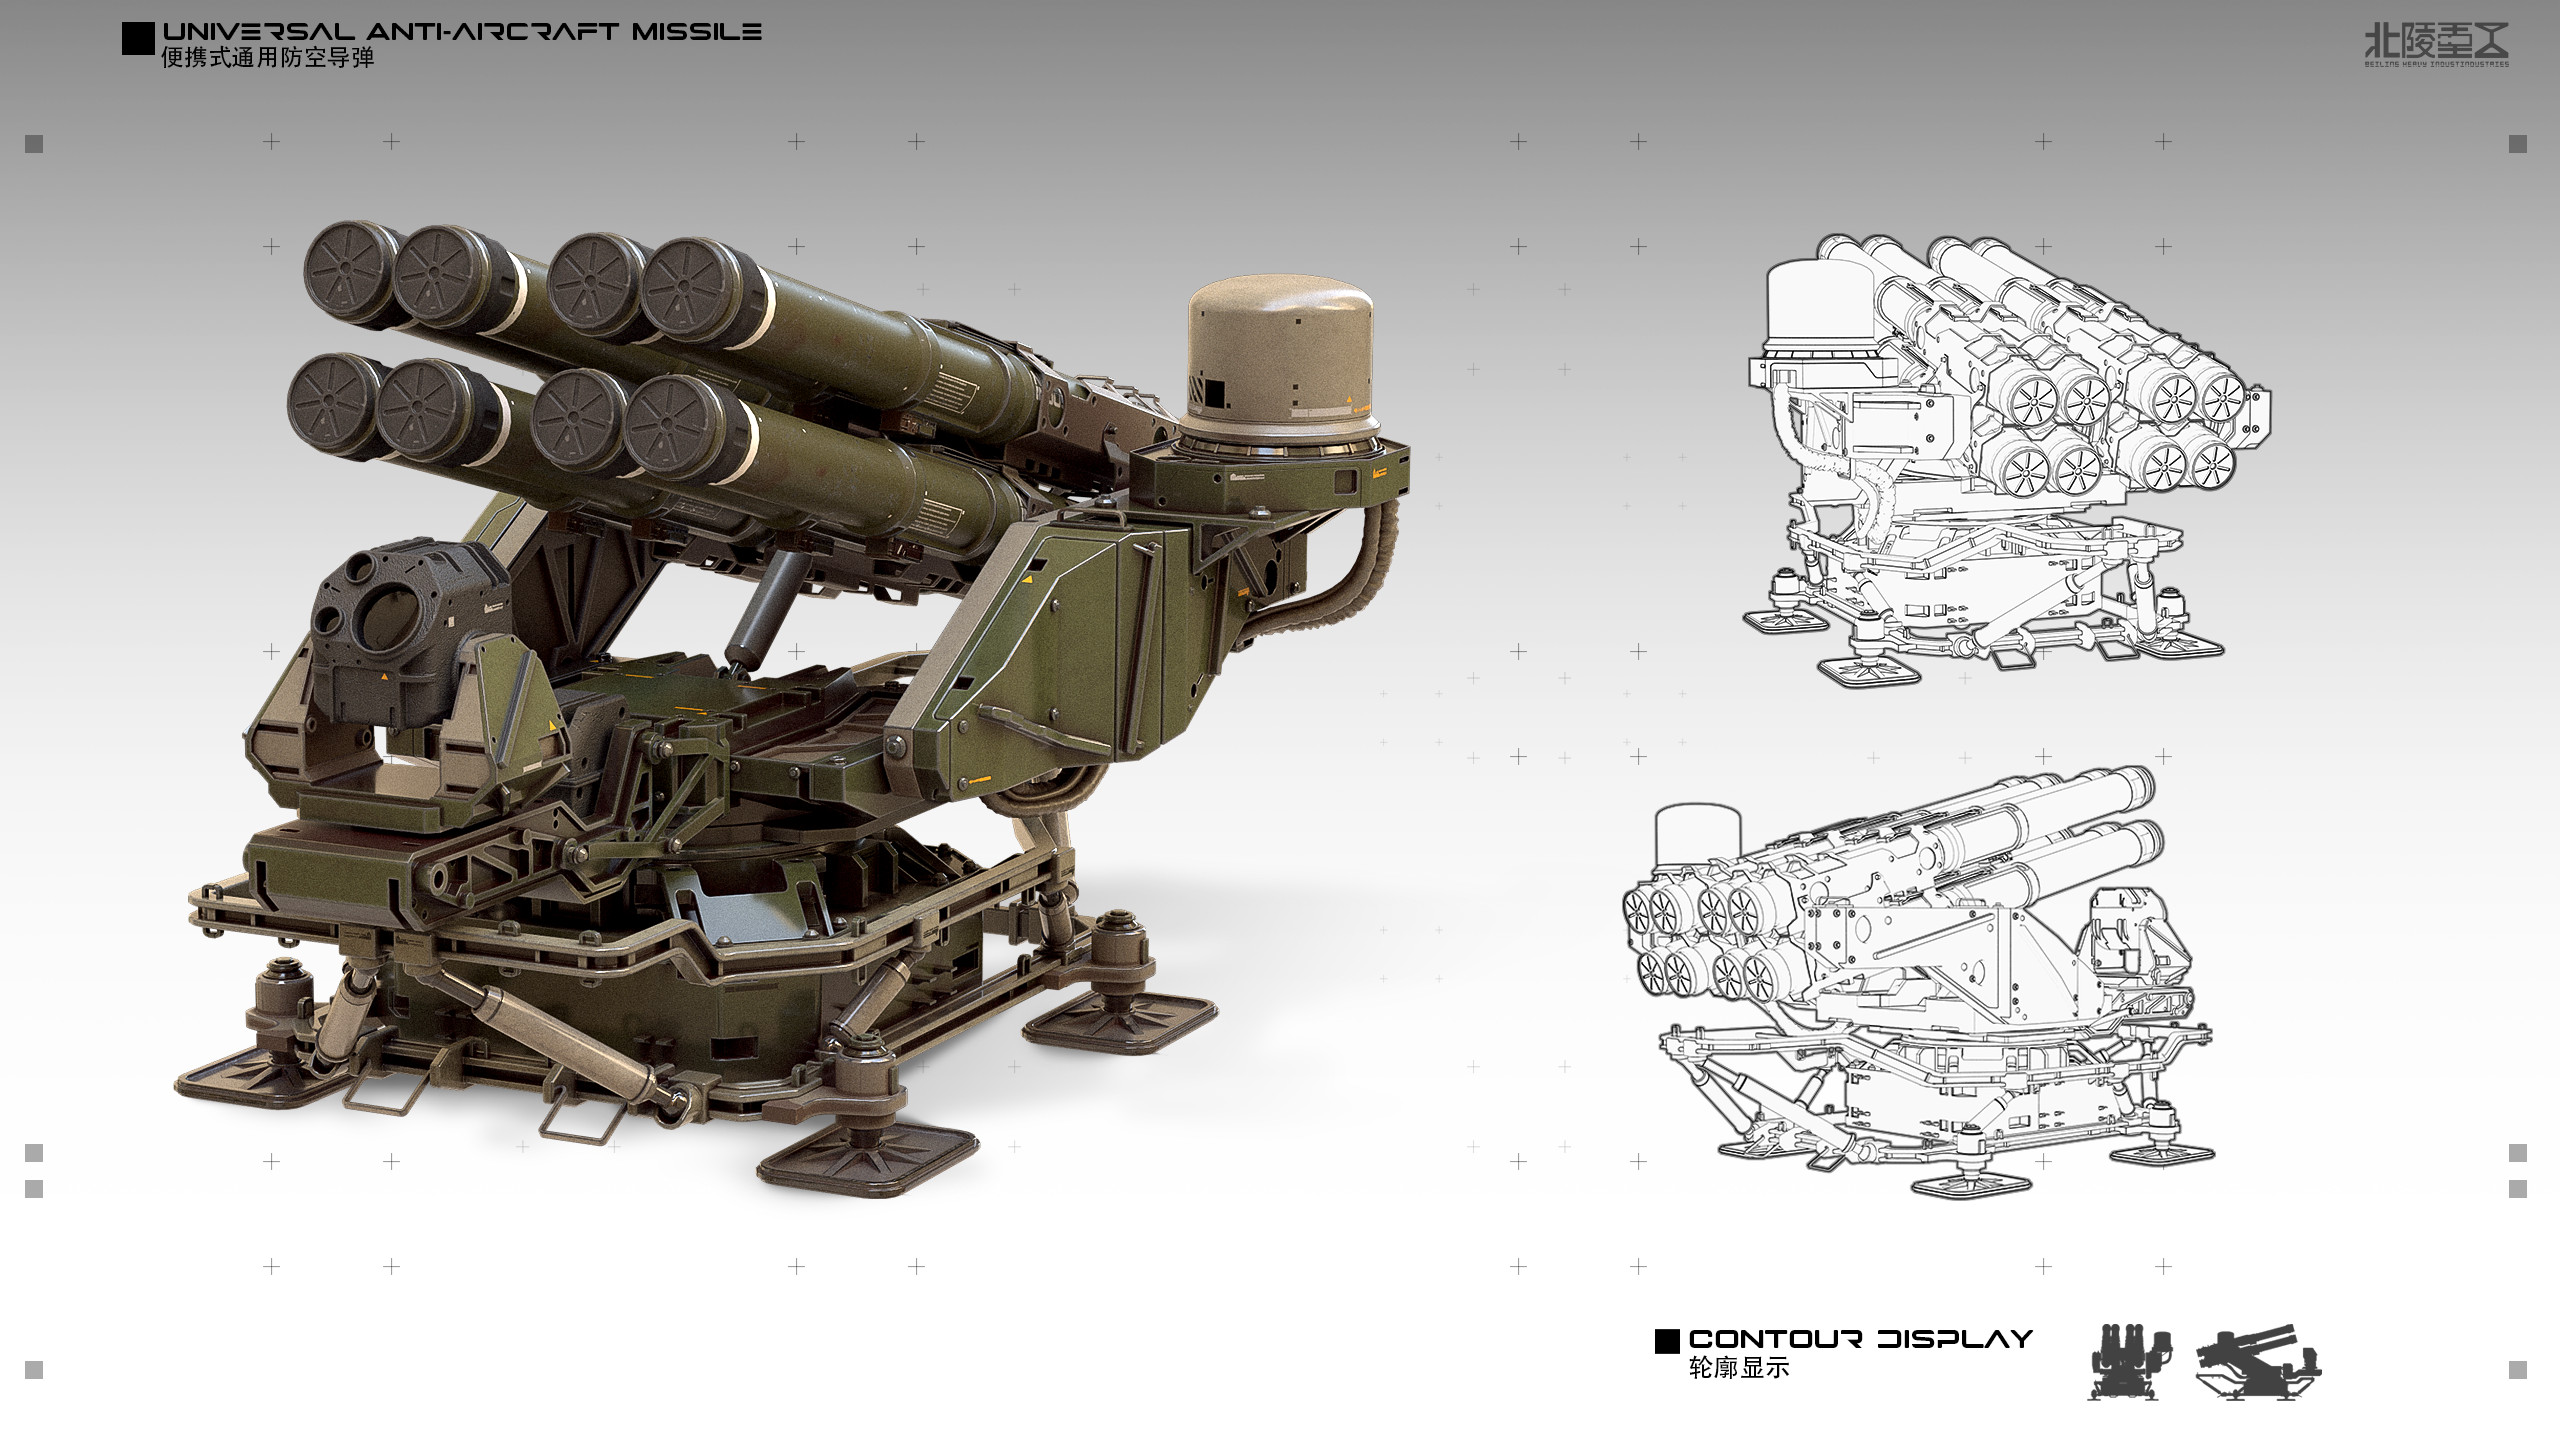 UNIVERSAL ANTI-AIRCRAFT MISSILE
便携式通用防空导弹
北陵重工
BEILING HEAVY INDUSTINDUSTRIES
CONTOUR DISPLAY
轮廓显示